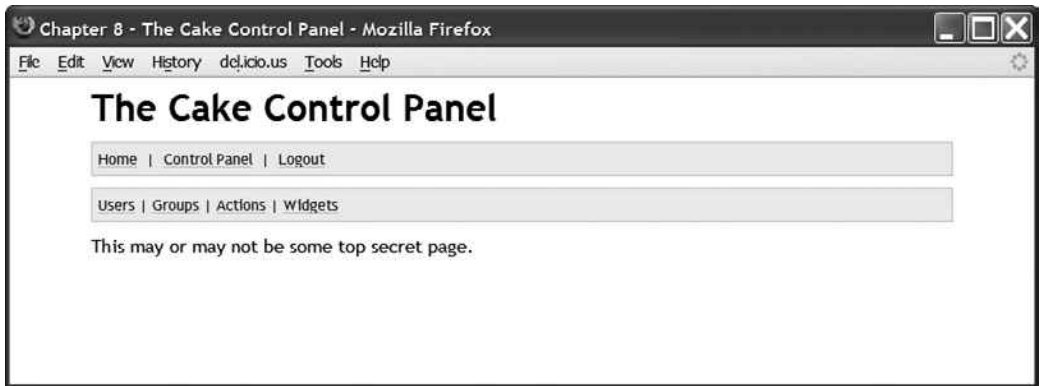 Chapter 8 - The Cake Control Panel - Mozilla Firefox
File Edit View History del.icio.us Tools Help
The Cake Control Panel
Home | Control Panel | Logout
Users | Groups | Actions | Widgets
This may or may not be some top secret page.